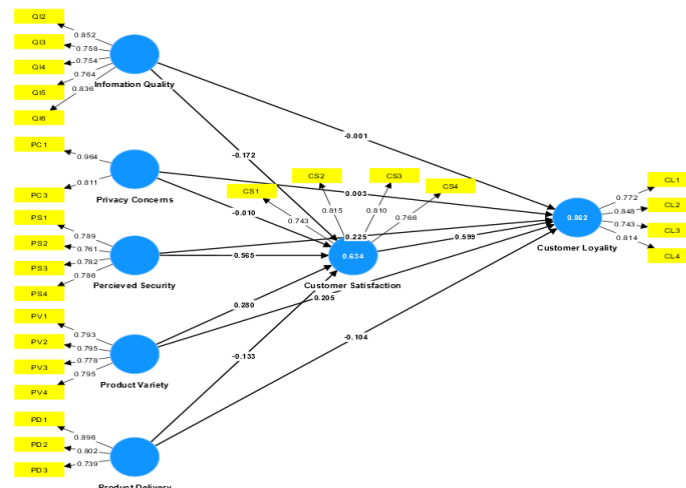 QI2
0.852
QI3
0.758
QI4
0.754
QI5
0.764
QI6
0.836
Infomation Quality
-0.001
-0.172
PC1
0.964
PC3
0.811
Privacy Concerns
0.003
-0.010
CS1
0.743
CS2
0.815
CS3
0.810
CS4
0.766
PS1
0.789
PS2
0.761
PS3
0.782
PS4
0.786
Percieved Security
0.225
0.565
0.634
Customer Satisfaction
0.599
0.862
Customer Loyality
CL1
0.772
CL2
0.848
CL3
0.743
CL4
0.814
PV1
0.793
PV2
0.795
PV3
0.778
PV4
0.795
Product Variety
0.280
0.205
PD1
0.896
PD2
0.802
PD3
0.739
Product Delivery
-0.133
-0.104